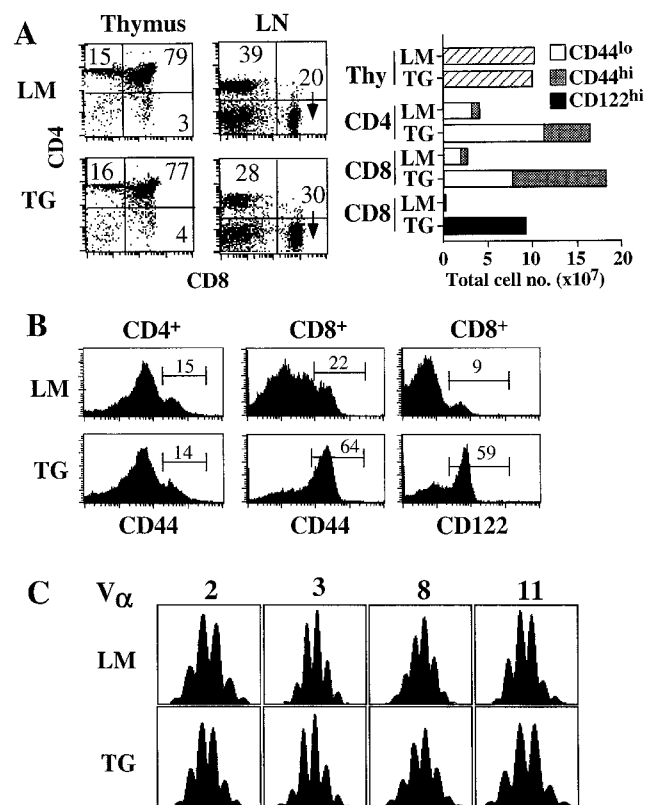 A
Thymus LN
LM
TG
CD4
15 79
3
39
20
16 77
4
28
30
CD8
Thy LM
TG
CD4 LM
TG
CD8 LM
TG
CD8 LM
TG
CD44lo
CD44hi
CD122hi
0 5 10 15 20
Total cell no. (x10⁷)
B
CD4⁺ CD8⁺ CD8⁺
LM 15 22 9
TG 14 64 59
CD44 CD44 CD122
C Vα 2 3 8 11
LM
TG